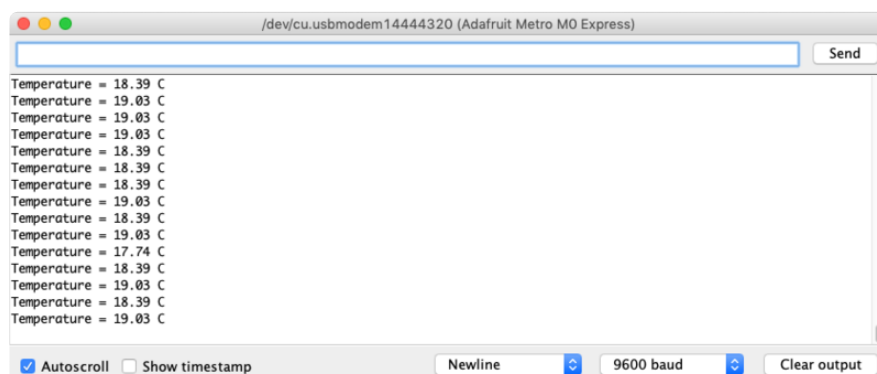 /dev/cu.usbmodem14444320 (Adafruit Metro M0 Express)
Send
Temperature = 18.39 C
Temperature = 19.03 C
Temperature = 19.03 C
Temperature = 19.03 C
Temperature = 18.39 C
Temperature = 18.39 C
Temperature = 18.39 C
Temperature = 19.03 C
Temperature = 18.39 C
Temperature = 19.03 C
Temperature = 17.74 C
Temperature = 18.39 C
Temperature = 19.03 C
Temperature = 18.39 C
Temperature = 19.03 C
Autoscroll Show timestamp Newline 9600 baud Clear output